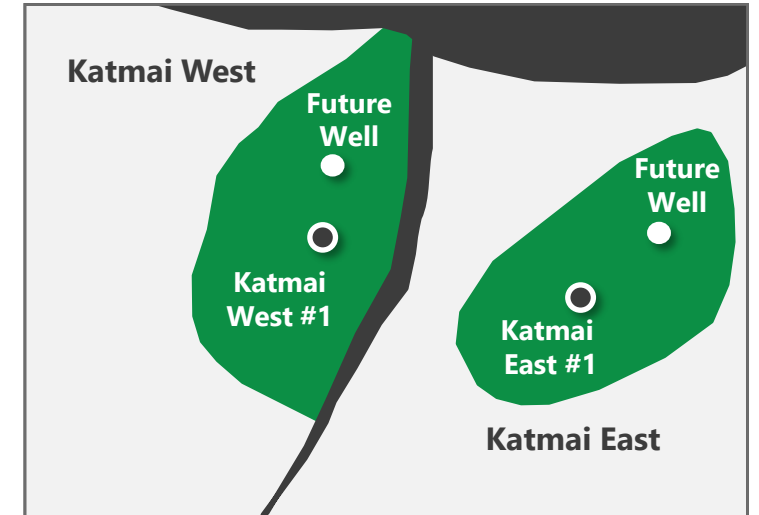 Katmai West
Future
Well
Katmai
West #1
Future
Well
Katmai
East #1
Katmai East